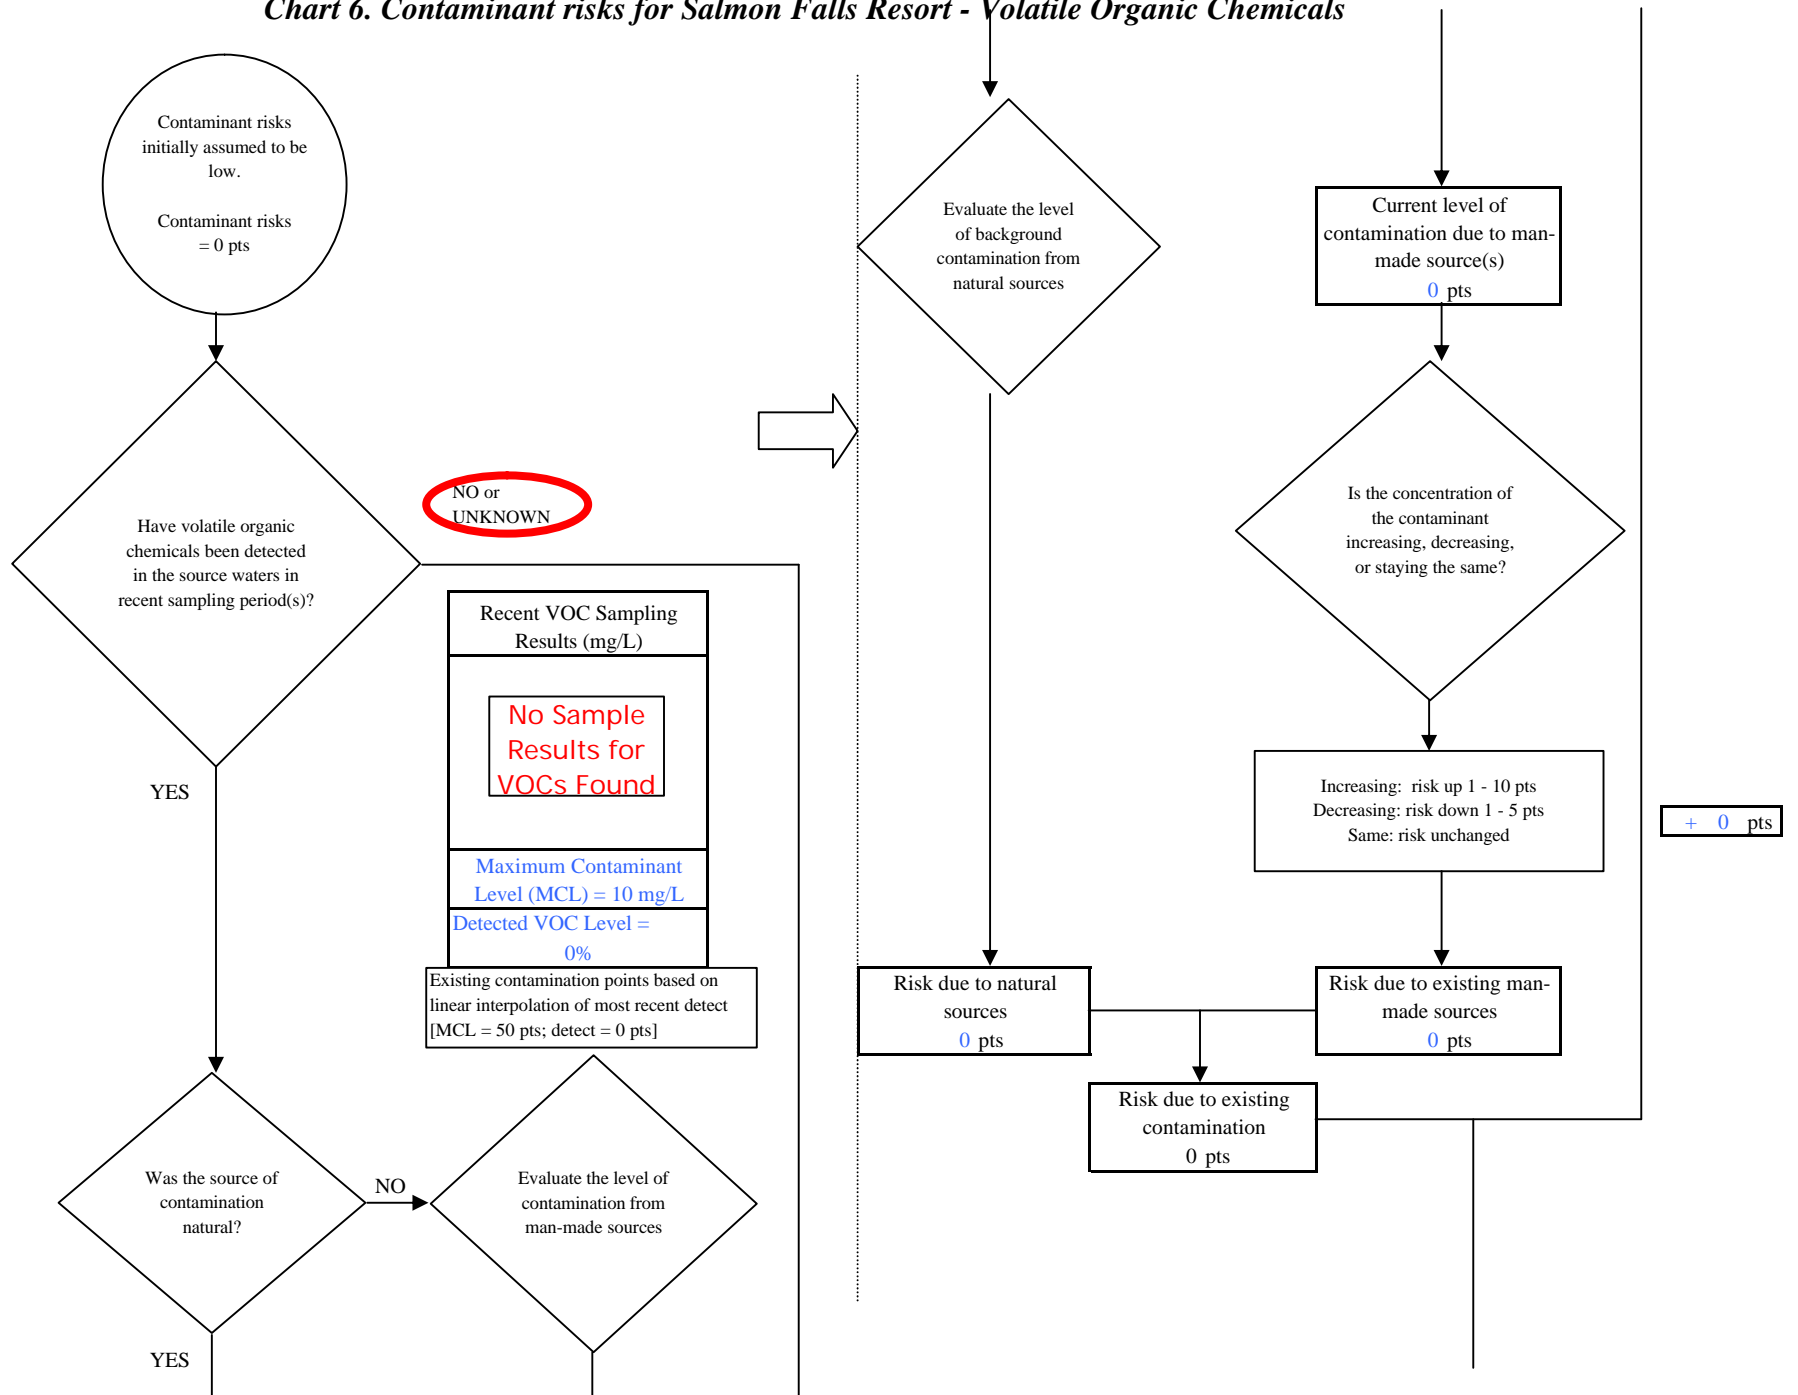 Chart 6. Contaminant risks for Salmon Falls Resort - Volatile Organic Chemicals
Contaminant risks
initially assumed to be
low.
Contaminant risks
= 0 pts
Have volatile organic
chemicals been detected
in the source waters in
recent sampling period(s)?
NO or
UNKNOWN
YES
Recent VOC Sampling
Results (mg/L)
No Sample
Results for
VOCs Found
Maximum Contaminant
Level (MCL) = 10 mg/L
Detected VOC Level =
0%
Existing contamination points based on
linear interpolation of most recent detect
[MCL = 50 pts; detect = 0 pts]
Was the source of
contamination
natural?
NO
YES
Evaluate the level of
contamination from
man-made sources
Evaluate the level
of background
contamination from
natural sources
Current level of
contamination due to man-
made source(s)
0 pts
Is the concentration of
the contaminant
increasing, decreasing,
or staying the same?
Increasing: risk up 1 - 10 pts
Decreasing: risk down 1 - 5 pts
Same: risk unchanged
+ 0 pts
Risk due to natural
sources
0 pts
Risk due to existing man-
made sources
0 pts
Risk due to existing
contamination
0 pts